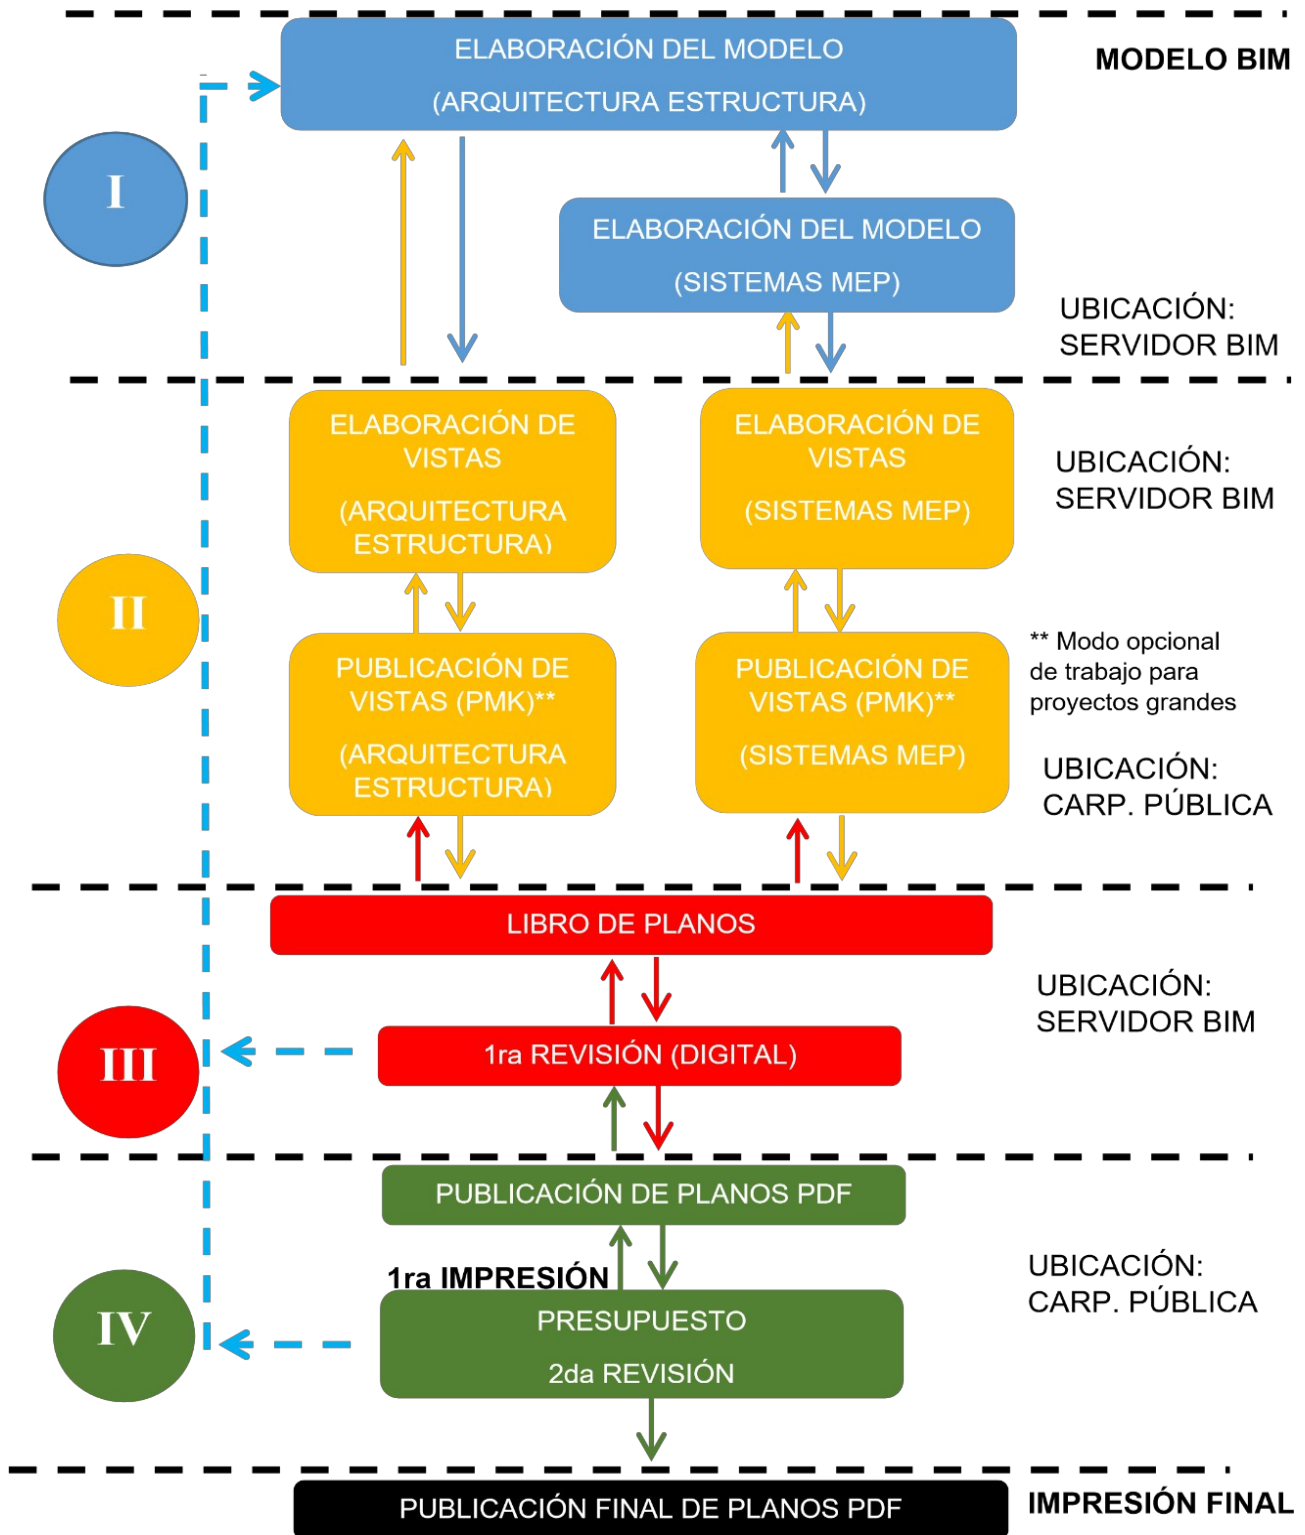 ELABORACIÓN DEL MODELO
(ARQUITECTURA ESTRUCTURA)
MODELO BIM
I
ELABORACIÓN DEL MODELO
(SISTEMAS MEP)
UBICACIÓN:
SERVIDOR BIM
ELABORACIÓN DE
VISTAS
(ARQUITECTURA
ESTRUCTURA)
ELABORACIÓN DE
VISTAS
(SISTEMAS MEP)
UBICACIÓN:
SERVIDOR BIM
II
PUBLICACIÓN DE
VISTAS (PMK)**
(ARQUITECTURA
ESTRUCTURA)
PUBLICACIÓN DE
VISTAS (PMK)**
(SISTEMAS MEP)
** Modo opcional
de trabajo para
proyectos grandes
UBICACIÓN:
CARP. PÚBLICA
LIBRO DE PLANOS
UBICACIÓN:
SERVIDOR BIM
III
1ra REVISIÓN (DIGITAL)
PUBLICACIÓN DE PLANOS PDF
1ra IMPRESIÓN
UBICACIÓN:
CARP. PÚBLICA
IV
PRESUPUESTO
2da REVISIÓN
PUBLICACIÓN FINAL DE PLANOS PDF
IMPRESIÓN FINAL